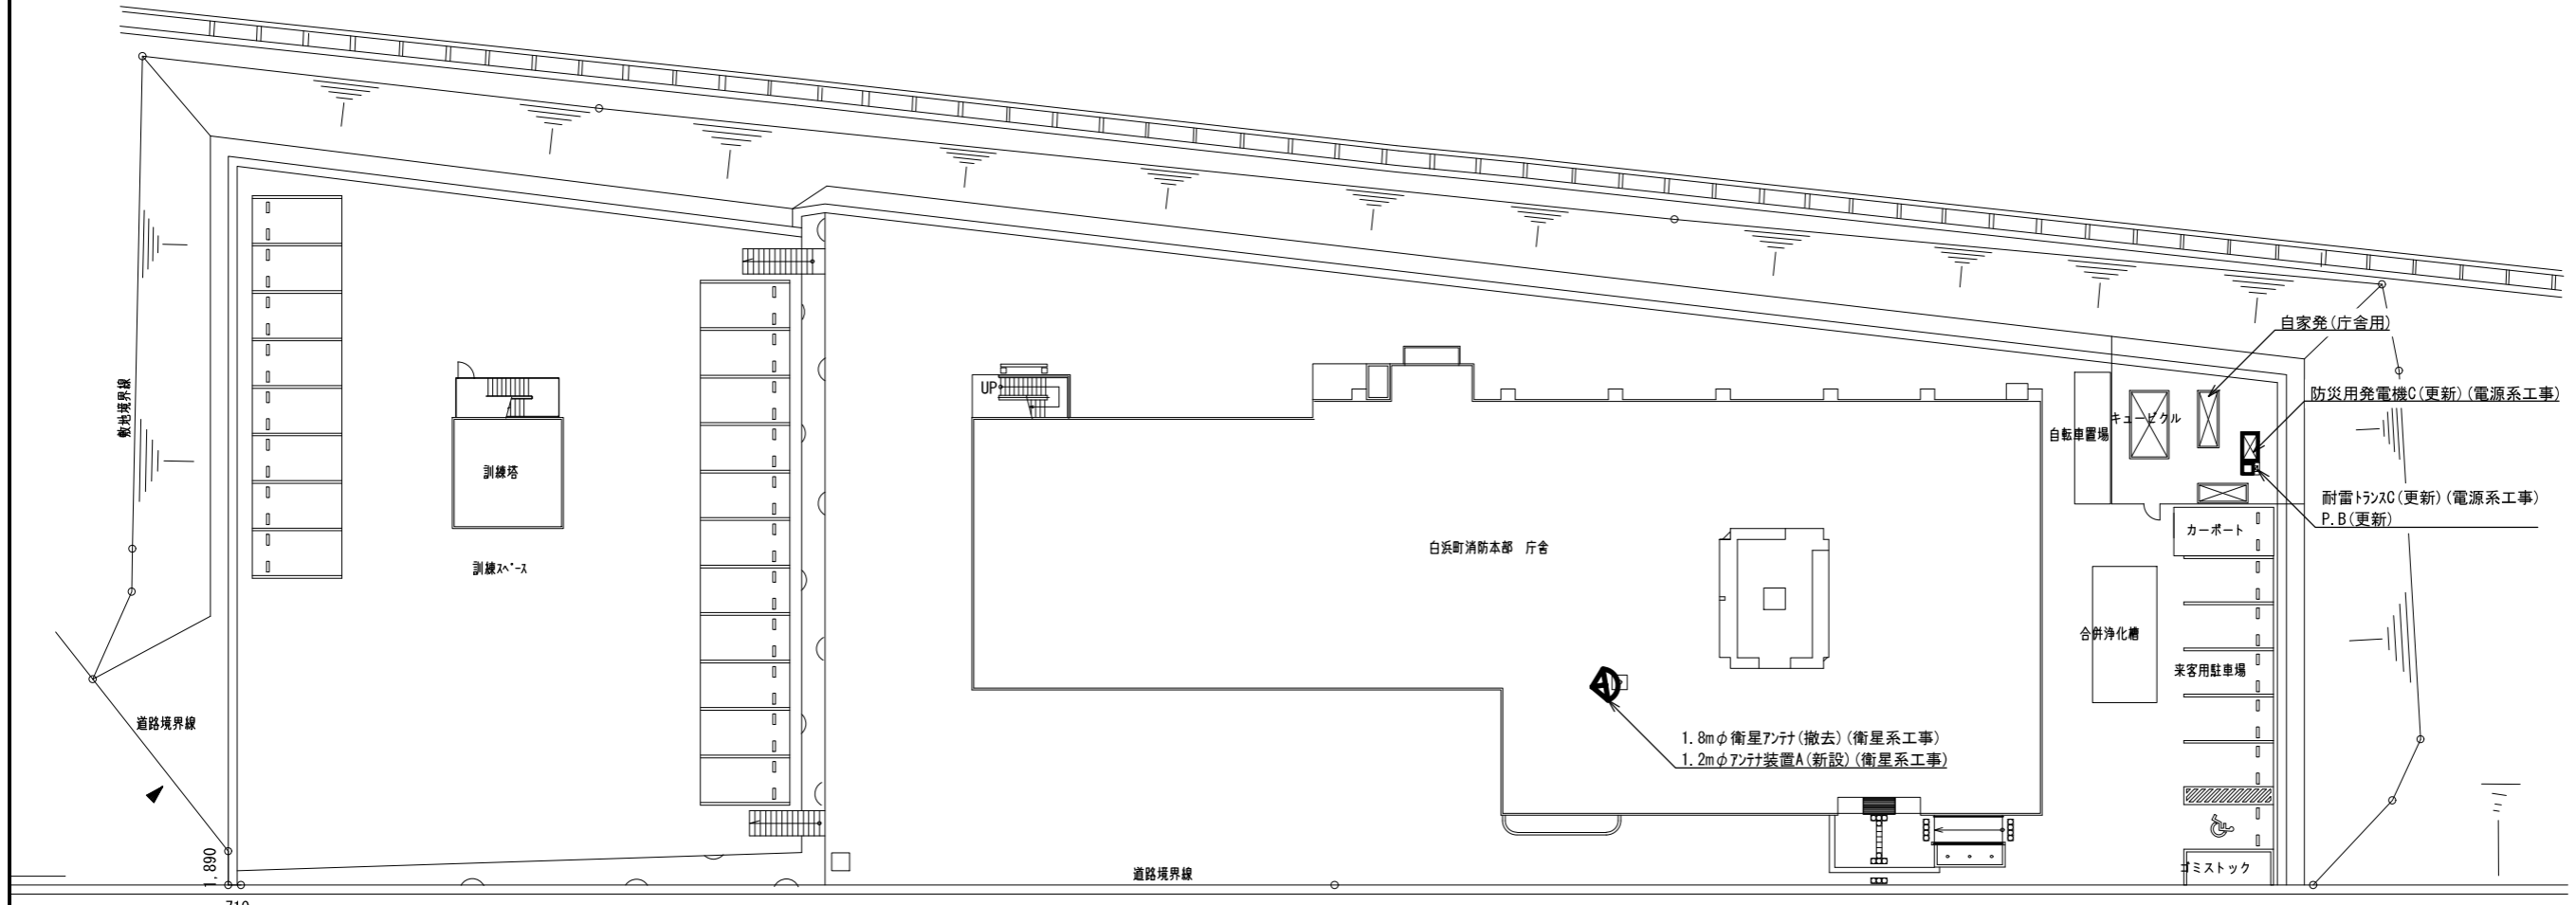 自家発(庁舎用)
敷地境界線
UP
防災用発電機C(更新)(電源系工事)
キュービクル
自転車置場
訓練塔
耐雷トランスC(更新)(電源系工事)
P.B(更新)
カーポート
白浜町消防本部 庁舎
訓練スペース
合併浄化槽
来客用駐車場
道路境界線
1.8mφ衛星アンテナ(撤去)(衛星系工事)
1.2mφアンテナ装置A(新設)(衛星系工事)
1,890
道路境界線
ゴミストック
710